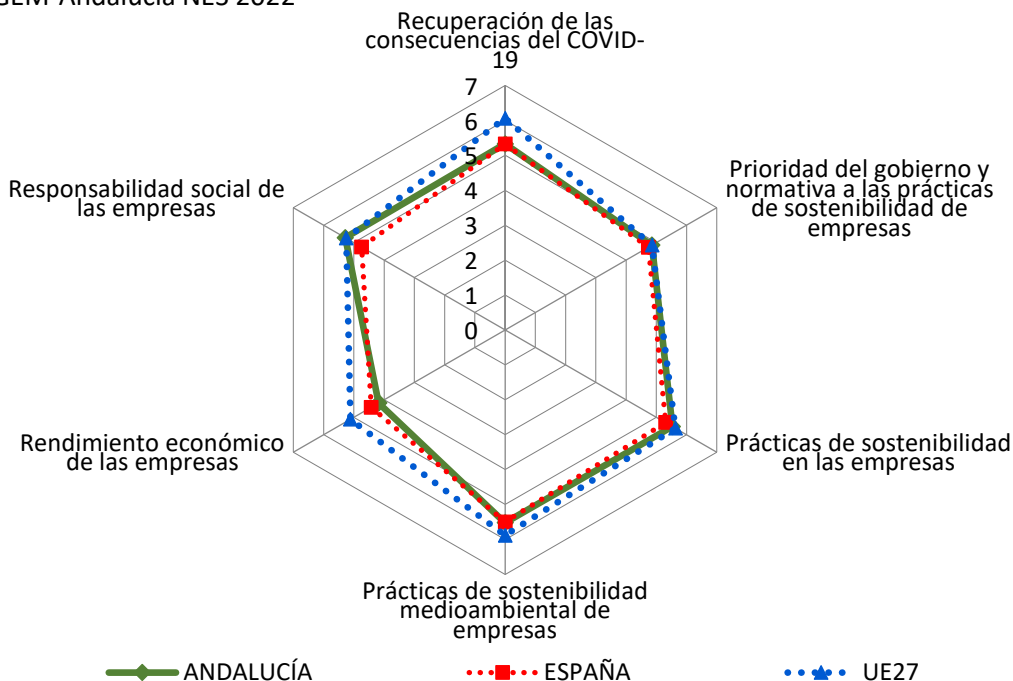 GEM-Andalucía NES 2022
Recuperación de las
consecuencias del COVID-
19
7
6
5
4
3
2
1
0
Prioridad del gobierno y
normativa a las prácticas
de sostenibilidad de
empresas
Responsabilidad social de
las empresas
Rendimiento económico
de las empresas
Prácticas de sostenibilidad
en las empresas
Prácticas de sostenibilidad
medioambiental de
empresas
ANDALUCÍA
ESPAÑA
UE27